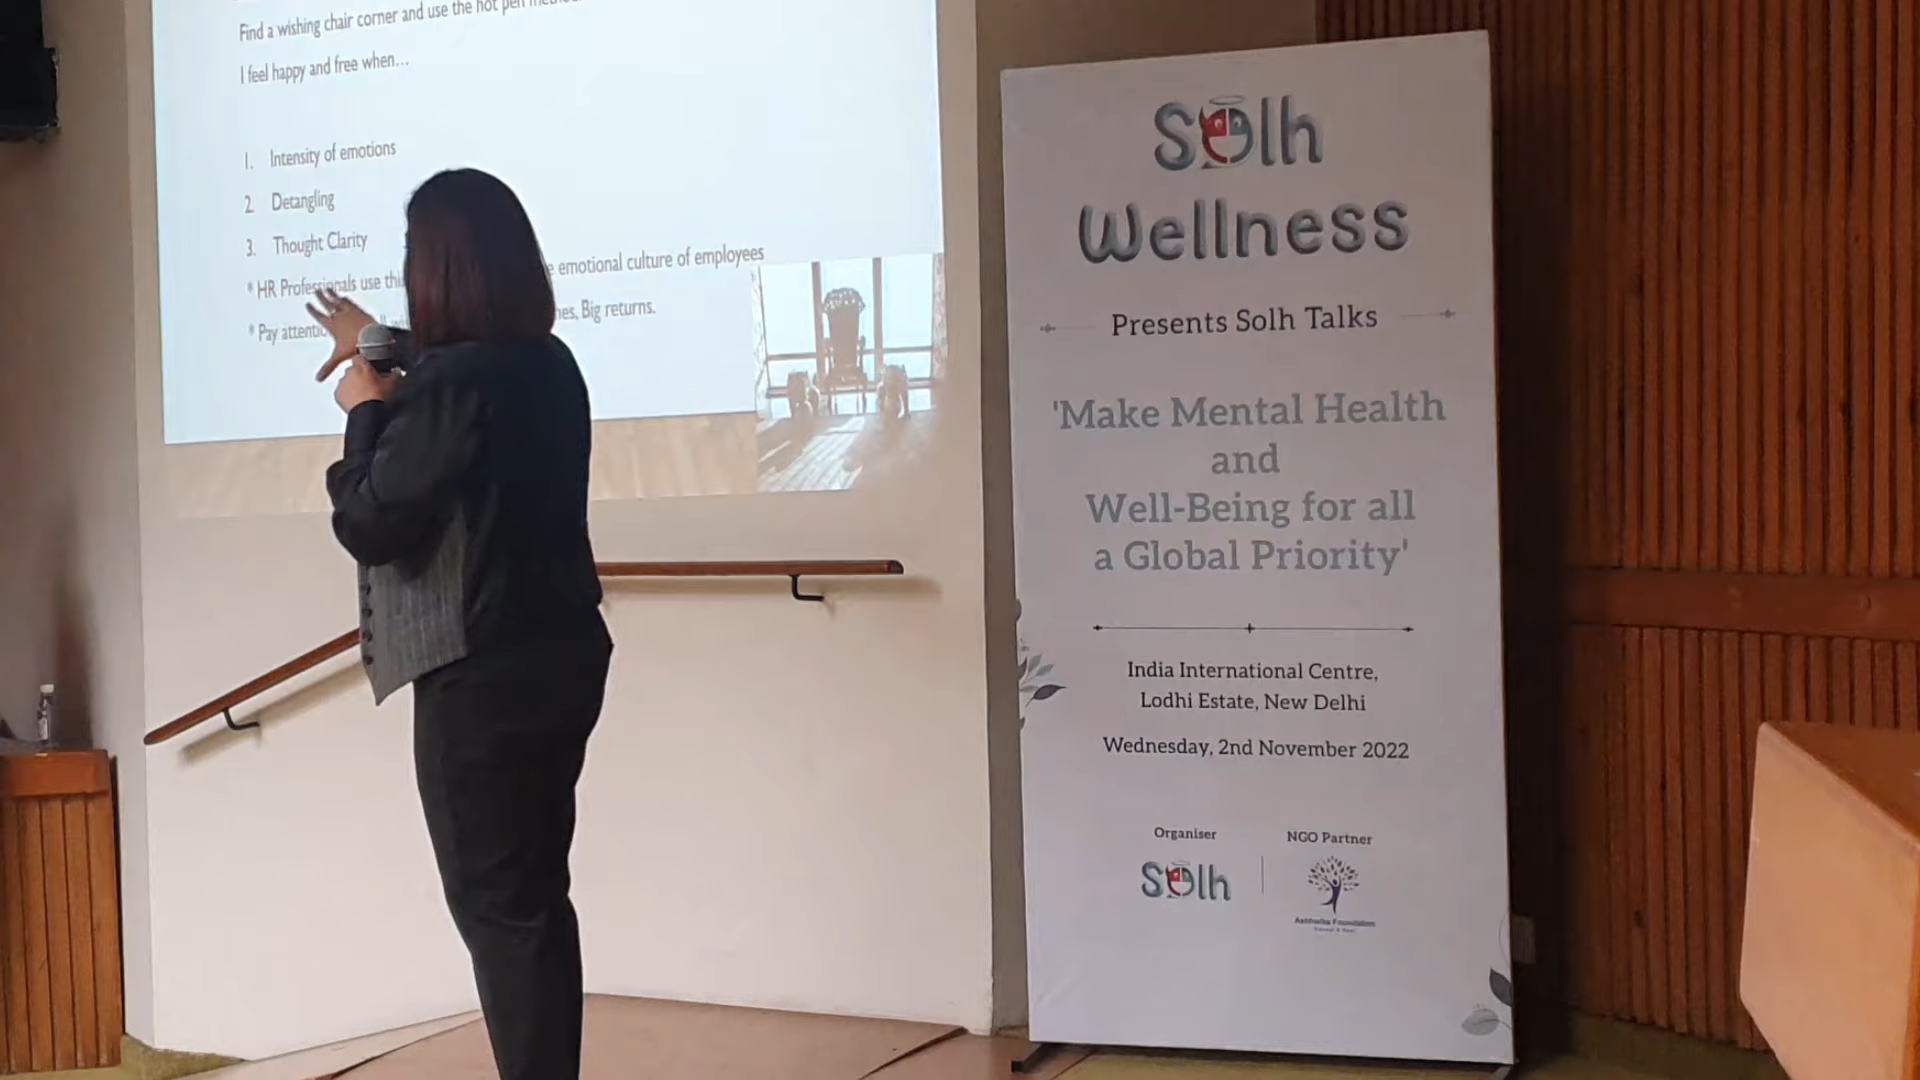 Find a wishing chair corner and use the hot pen
I feel happy and free when...
1. Intensity of emotions
2. Detangling
3. Thought Clarity
* HR Professionals use this emotional culture of employees
* Pay Big returns.
Solh
Wellness
Presents Solh Talks
'Make Mental Health
and
Well-Being for all
a Global Priority'
India International Centre,
Lodhi Estate, New Delhi
Wednesday, 2nd November 2022
Organiser
NGO Partner
Solh
Foundation